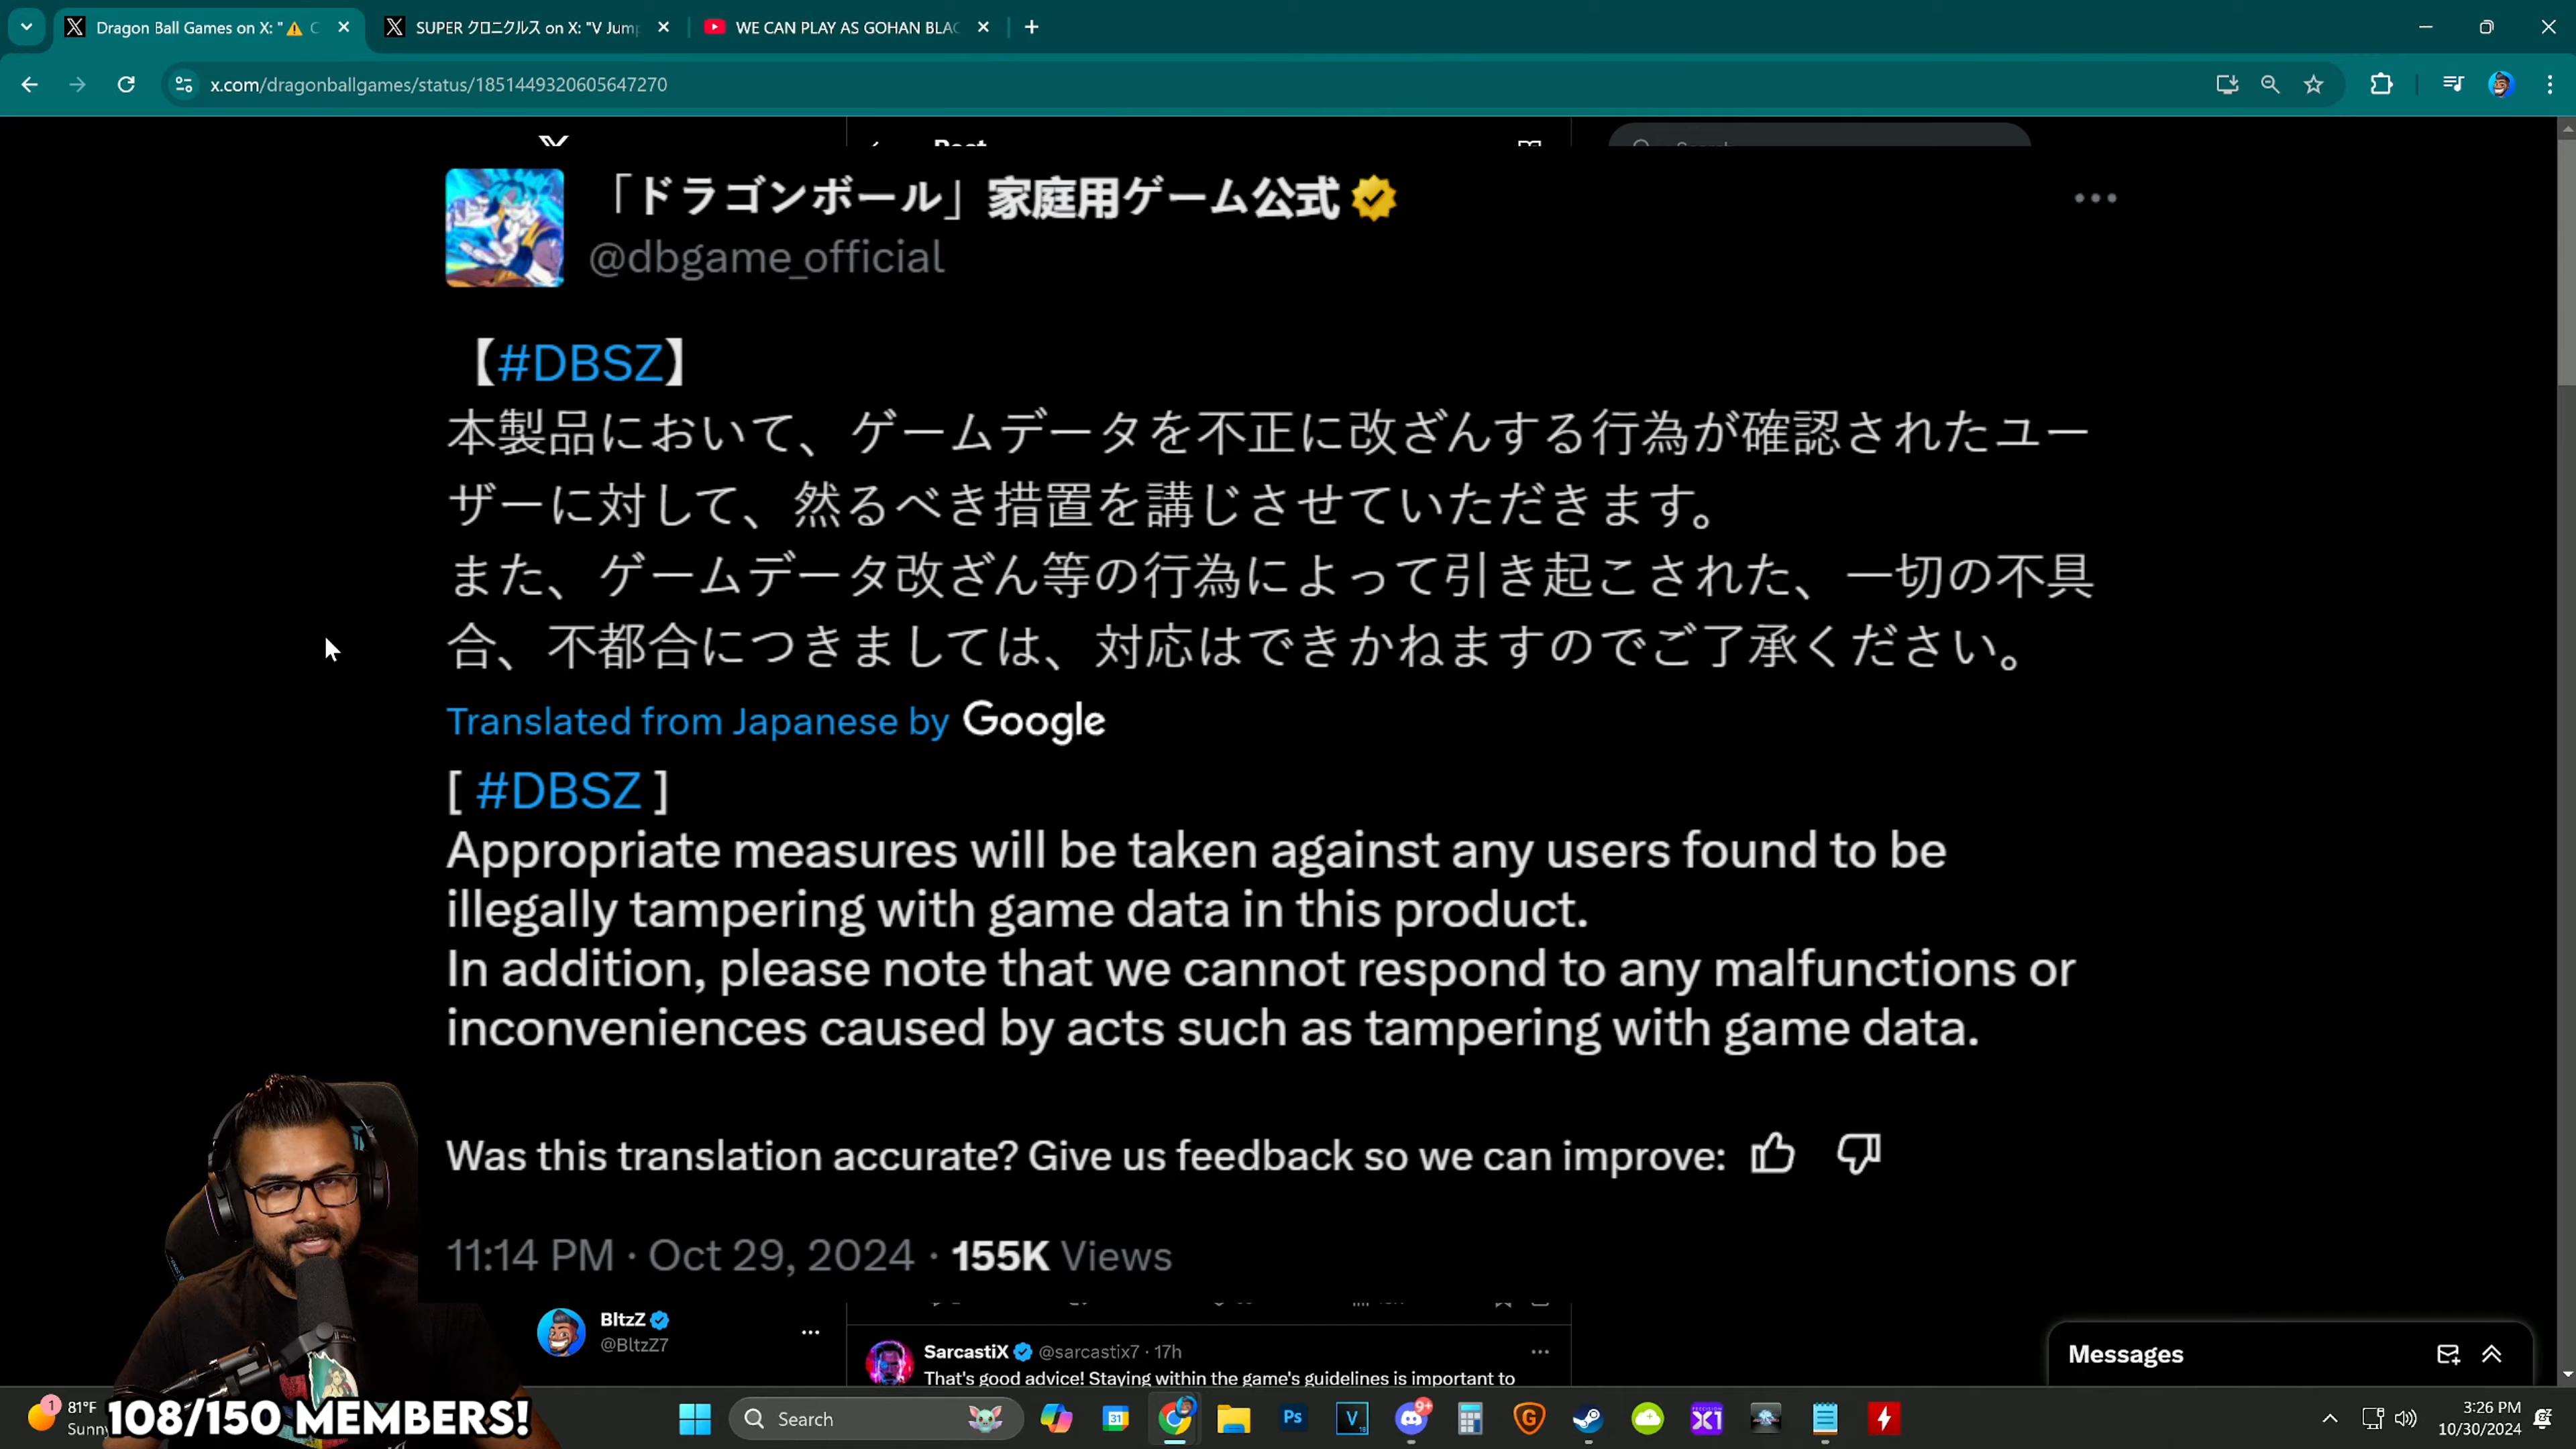 Dragon Ball Games on X: "⚠ C
SUPER クロニクルス on X: "V Jump
WE CAN PLAY AS GOHAN BLAC
x.com/dragonballgames/status/1851449320605647270
Post
Search
「ドラゴンボール」家庭用ゲーム公式
@dbgame_official
【#DBSZ】
本製品において、ゲームデータを不正に改ざんする行為が確認されたユー
ザーに対して、然るべき措置を講じさせていただきます。
また、ゲームデータ改ざん等の行為によって引き起こされた、一切の不具
合、不都合につきましては、対応はできかねますのでご了承ください。
Translated from Japanese by Google
[ #DBSZ ]
Appropriate measures will be taken against any users found to be
illegally tampering with game data in this product.
In addition, please note that we cannot respond to any malfunctions or
inconveniences caused by acts such as tampering with game data.
Was this translation accurate? Give us feedback so we can improve:
11:14 PM · Oct 29, 2024 · 155K Views
BltzZ
@BltzZ7
SarcastiX @sarcastix7 · 17h
That's good advice! Staying within the game's guidelines is important to
Messages
1
81°F
Sunny
108/150 MEMBERS!
Search
31
Ps
V
18
9+
G
X1
3:26 PM
10/30/2024